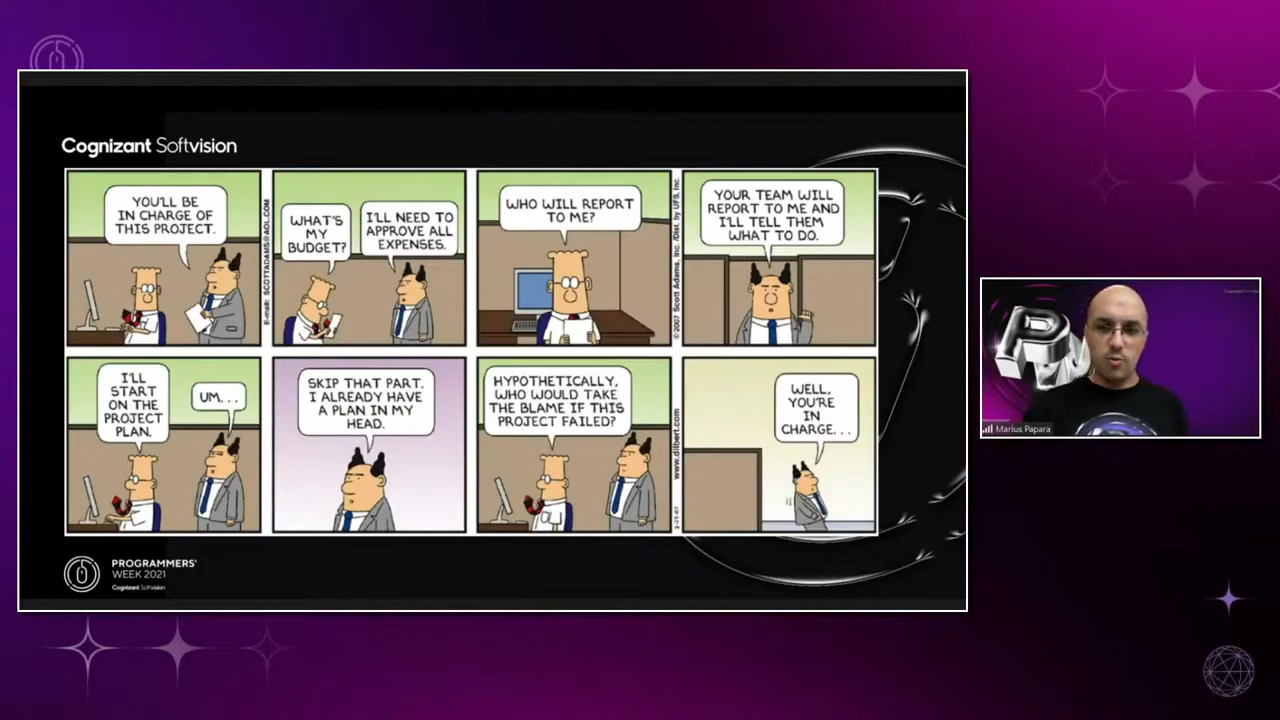 Cognizant Softvision
YOU'LL BE
IN CHARGE OF
THIS PROJECT.
E-mail: SCOTTADAMS@AOL.COM
WHAT'S
MY
BUDGET?
I'LL NEED TO
APPROVE ALL
EXPENSES.
WHO WILL REPORT
TO ME?
©2007 Scott Adams, Inc. /Dist. by UFS, Inc.
YOUR TEAM WILL
REPORT TO ME AND
I'LL TELL THEM
WHAT TO DO.
I'LL
START
ON THE
PROJECT
PLAN.
UM. . .
SKIP THAT PART.
I ALREADY HAVE
A PLAN IN MY
HEAD.
HYPOTHETICALLY,
WHO WOULD TAKE
THE BLAME IF THIS
PROJECT FAILED?
www.dilbert.com
2-25-07
WELL,
YOU'RE
IN
CHARGE. . .
PROGRAMMERS'
WEEK 2021
Cognizant Softvision
PW
Marius Papara